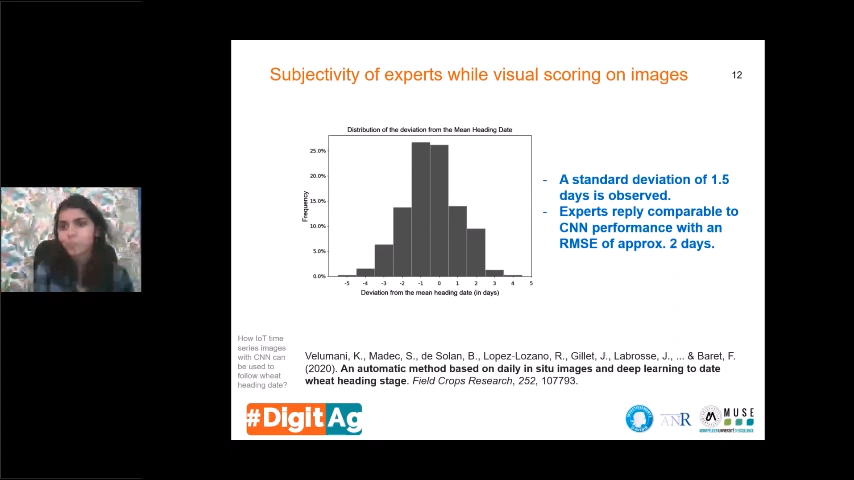 Subjectivity of experts while visual scoring on images
12
Distribution of the deviation from the Mean Heading Date
25.0%
20.0%
15.0%
10.0%
5.0%
0.0%
Frequency
-5 -4 -3 -2 -1 0 1 2 3 4 5
Deviation from the mean heading date (in days)
- A standard deviation of 1.5
days is observed.
- Experts reply comparable to
CNN performance with an
RMSE of approx. 2 days.
How IoT time
series images
with CNN can
be used to
follow wheat
heading date?
Velumani, K., Madec, S., de Solan, B., Lopez-Lozano, R., Gillet, J., Labrosse, J., ... & Baret, F.
(2020). An automatic method based on daily in situ images and deep learning to date
wheat heading stage. Field Crops Research, 252, 107793.
#DigitAg
ANR
MUSE